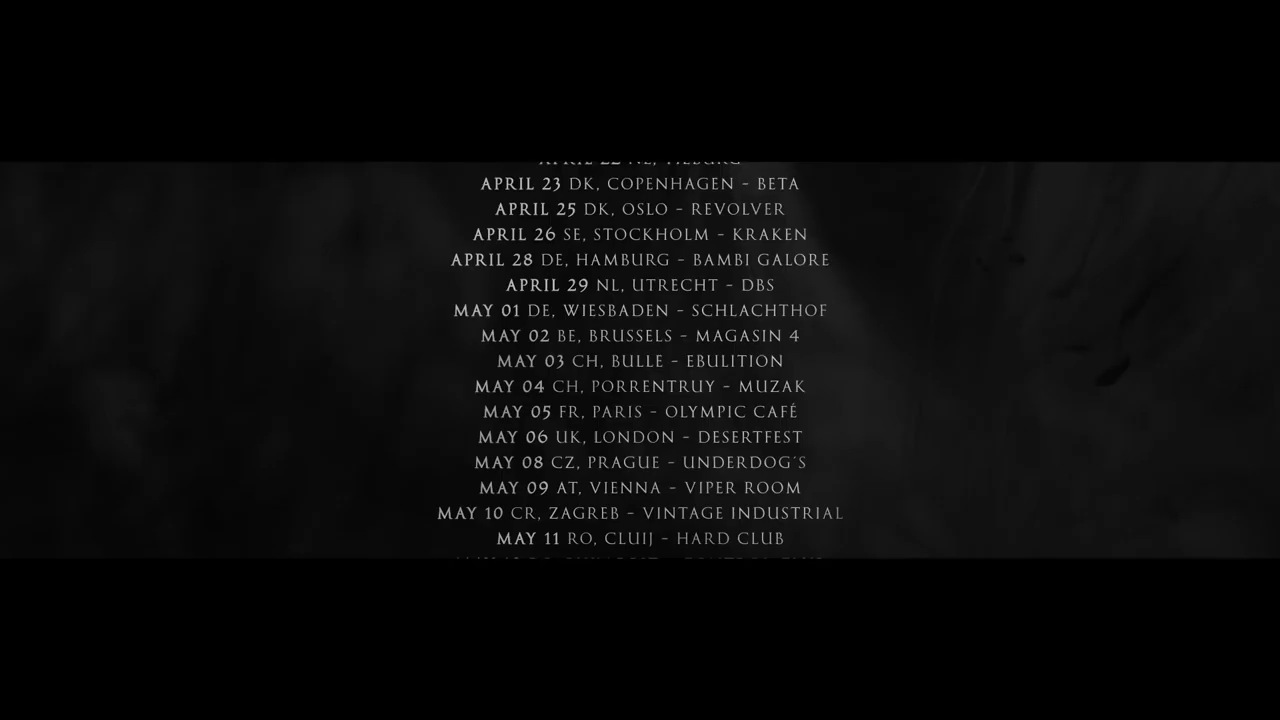 APRIL 22 NL, TILBURG
APRIL 23 DK, COPENHAGEN - BETA
APRIL 25 DK, OSLO - REVOLVER
APRIL 26 SE, STOCKHOLM - KRAKEN
APRIL 28 DE, HAMBURG - BAMBI GALORE
APRIL 29 NL, UTRECHT - DBS
MAY 01 DE, WIESBADEN - SCHLACHTHOF
MAY 02 BE, BRUSSELS - MAGASIN 4
MAY 03 CH, BULLE - EBULITION
MAY 04 CH, PORRENTRUY - MUZAK
MAY 05 FR, PARIS - OLYMPIC CAFÉ
MAY 06 UK, LONDON - DESERTFEST
MAY 08 CZ, PRAGUE - UNDERDOG´S
MAY 09 AT, VIENNA - VIPER ROOM
MAY 10 CR, ZAGREB - VINTAGE INDUSTRIAL
MAY 11 RO, CLUIJ - HARD CLUB